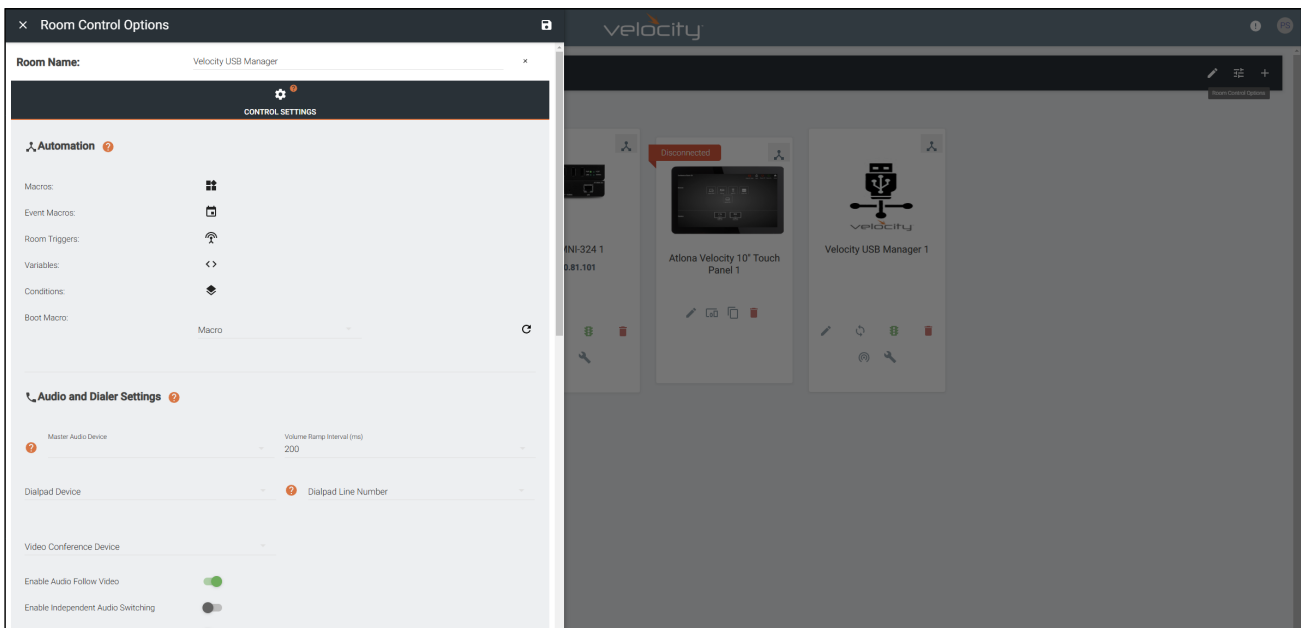 × Room Control Options
velocity
PS
Room Name: Velocity USB Manager ×
Room Control Options
CONTROL SETTINGS
Automation ?
Macros:
Event Macros:
Room Triggers:
Variables:
Conditions:
Boot Macro:
Macro
Audio and Dialer Settings ?
Master Audio Device
Volume Ramp Interval (ms)
? 200
Dialpad Device ? Dialpad Line Number
Video Conference Device
Enable Audio Follow Video
Enable Independent Audio Switching
MNI-324 1
0.81.101
Disconnected
Atlona Velocity 10" Touch
Panel 1
velocity
Velocity USB Manager 1